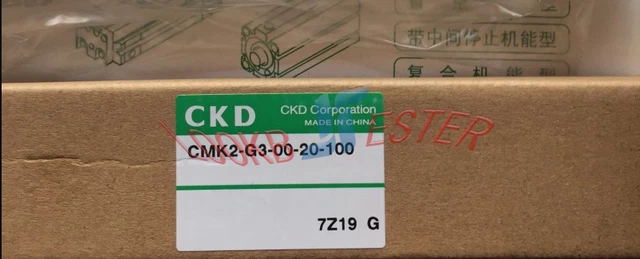 带中间停止机能型
复合机能型
CKD
CKD Corporation
MADE IN CHINA
CMK2-G3-00-20-100
7Z19 G